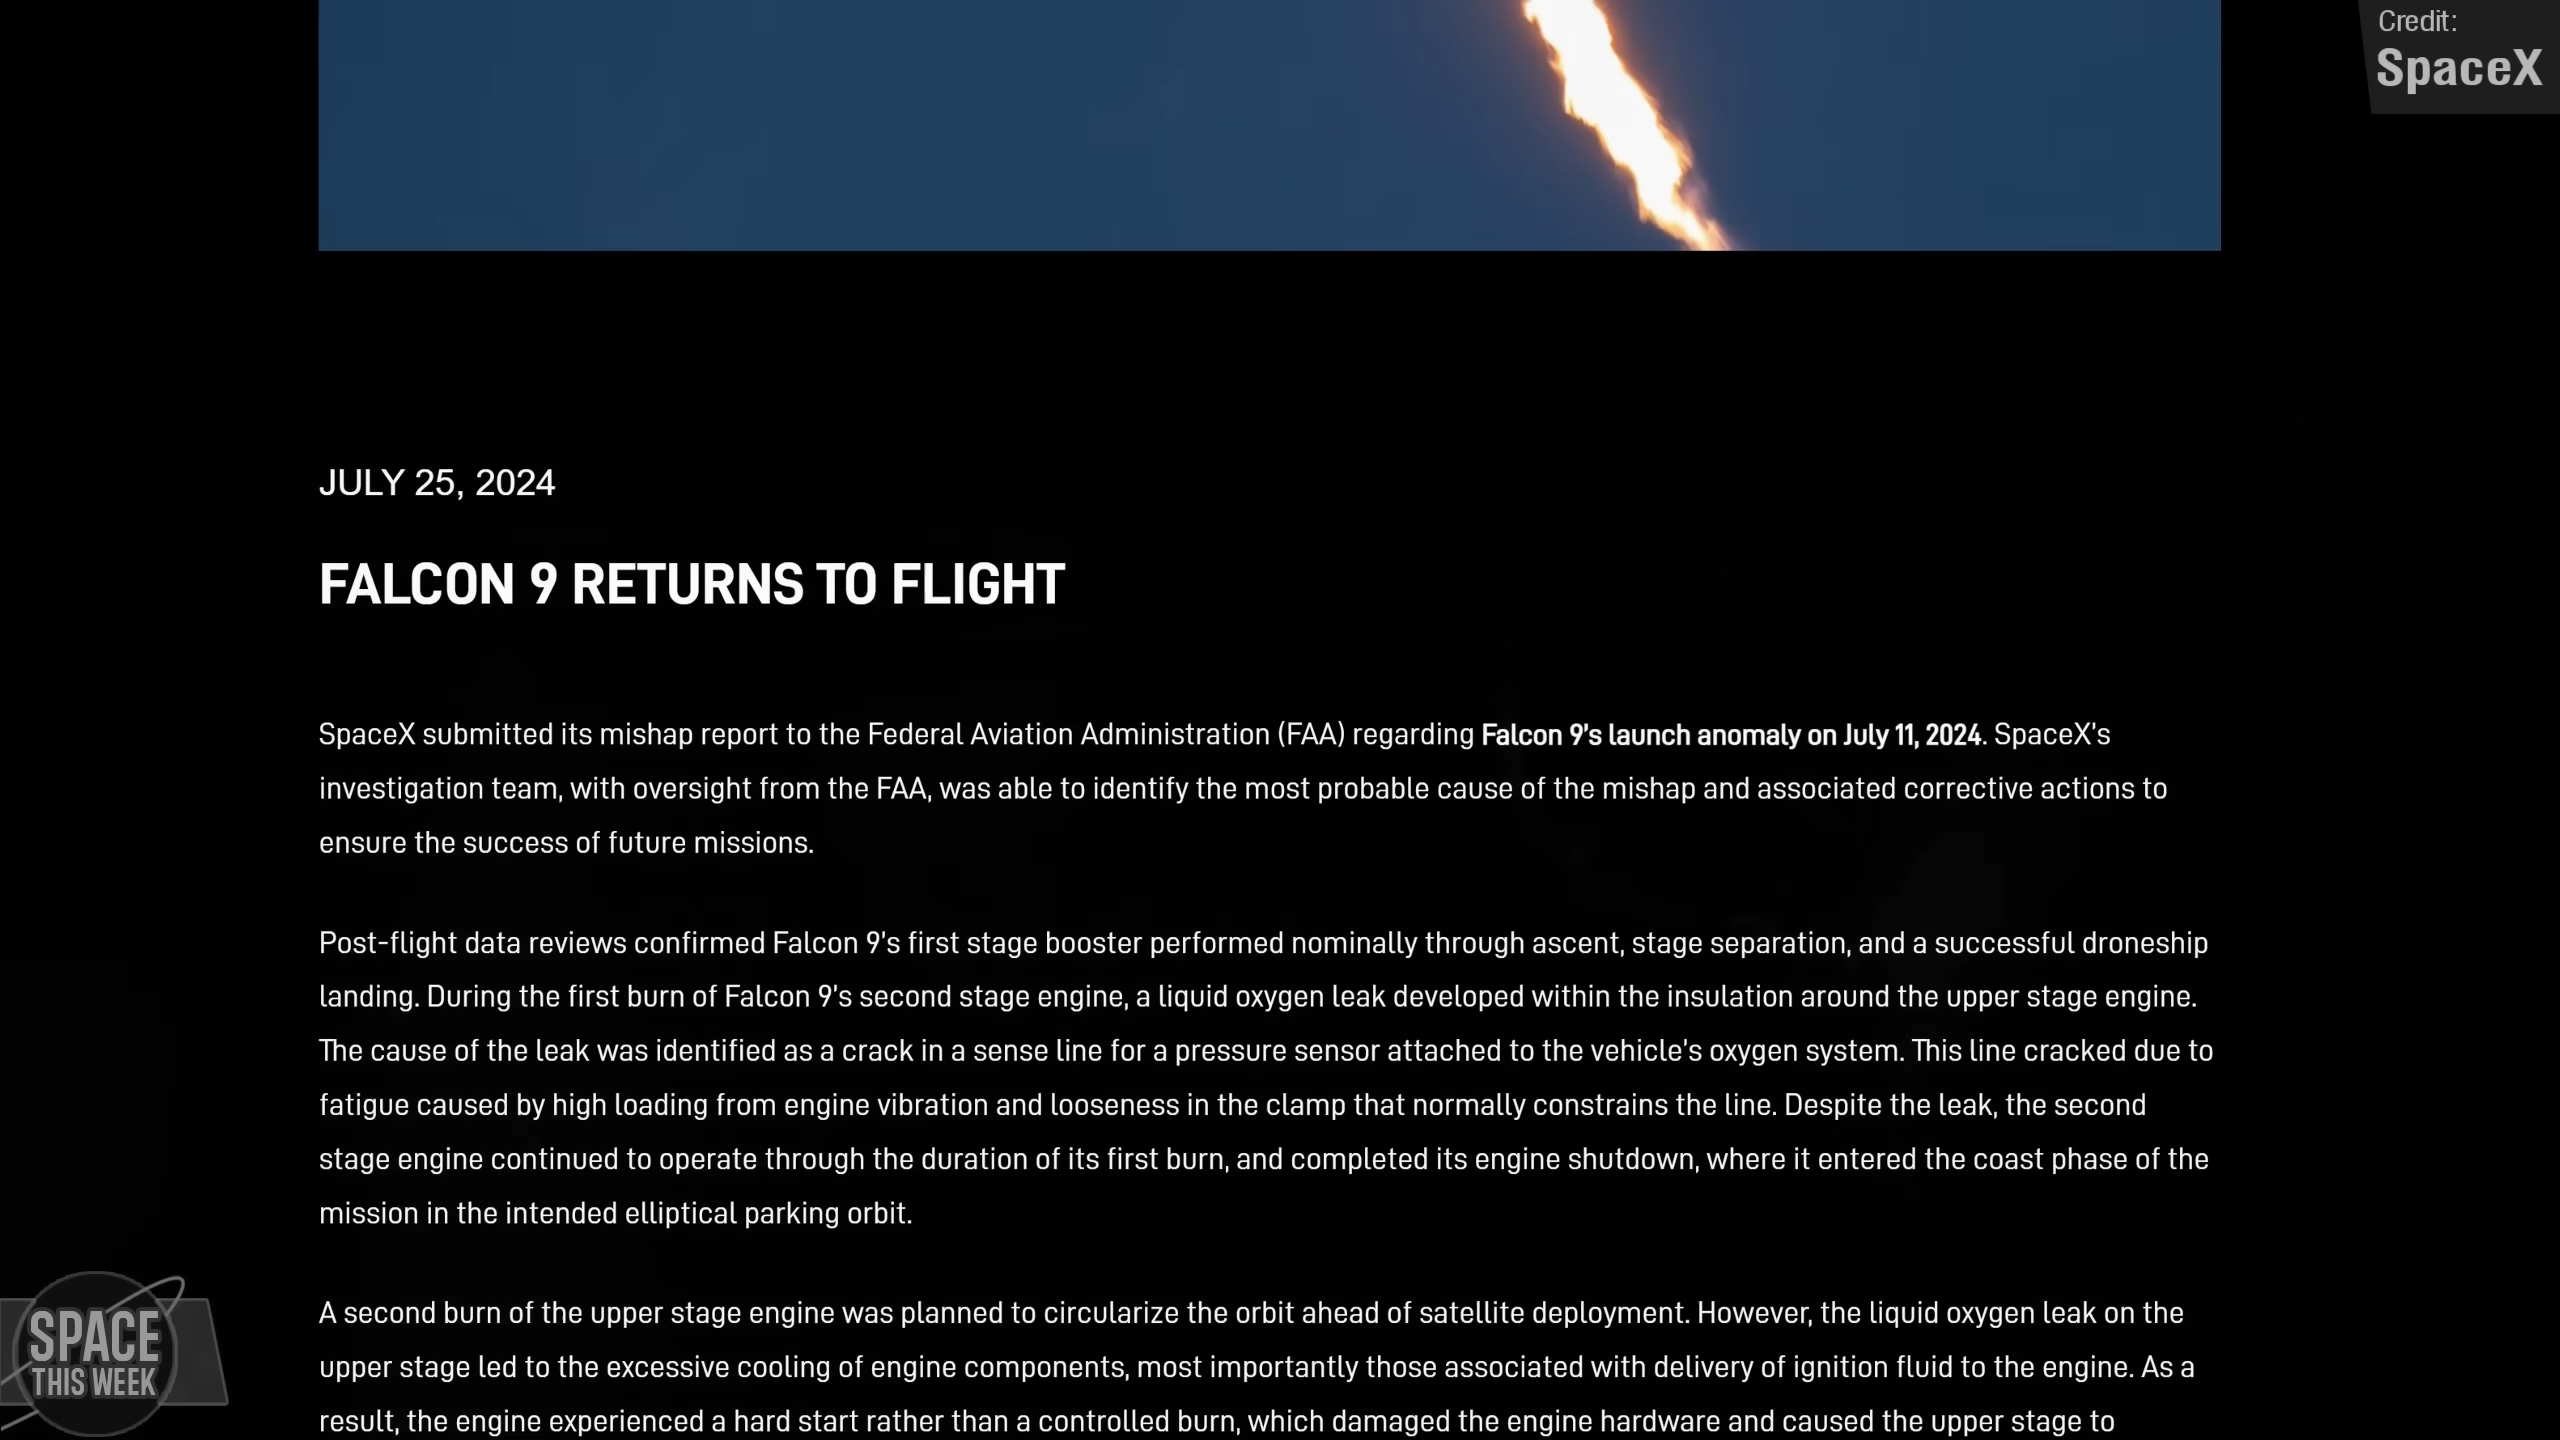 Credit:
SpaceX
JULY 25, 2024
FALCON 9 RETURNS TO FLIGHT
SpaceX submitted its mishap report to the Federal Aviation Administration (FAA) regarding Falcon 9's launch anomaly on July 11, 2024. SpaceX's
investigation team, with oversight from the FAA, was able to identify the most probable cause of the mishap and associated corrective actions to
ensure the success of future missions.
Post-flight data reviews confirmed Falcon 9's first stage booster performed nominally through ascent, stage separation, and a successful droneship
landing. During the first burn of Falcon 9's second stage engine, a liquid oxygen leak developed within the insulation around the upper stage engine.
The cause of the leak was identified as a crack in a sense line for a pressure sensor attached to the vehicle's oxygen system. This line cracked due to
fatigue caused by high loading from engine vibration and looseness in the clamp that normally constrains the line. Despite the leak, the second
stage engine continued to operate through the duration of its first burn, and completed its engine shutdown, where it entered the coast phase of the
mission in the intended elliptical parking orbit.
A second burn of the upper stage engine was planned to circularize the orbit ahead of satellite deployment. However, the liquid oxygen leak on the
upper stage led to the excessive cooling of engine components, most importantly those associated with delivery of ignition fluid to the engine. As a
result, the engine experienced a hard start rather than a controlled burn, which damaged the engine hardware and caused the upper stage to
SPACE
THIS WEEK